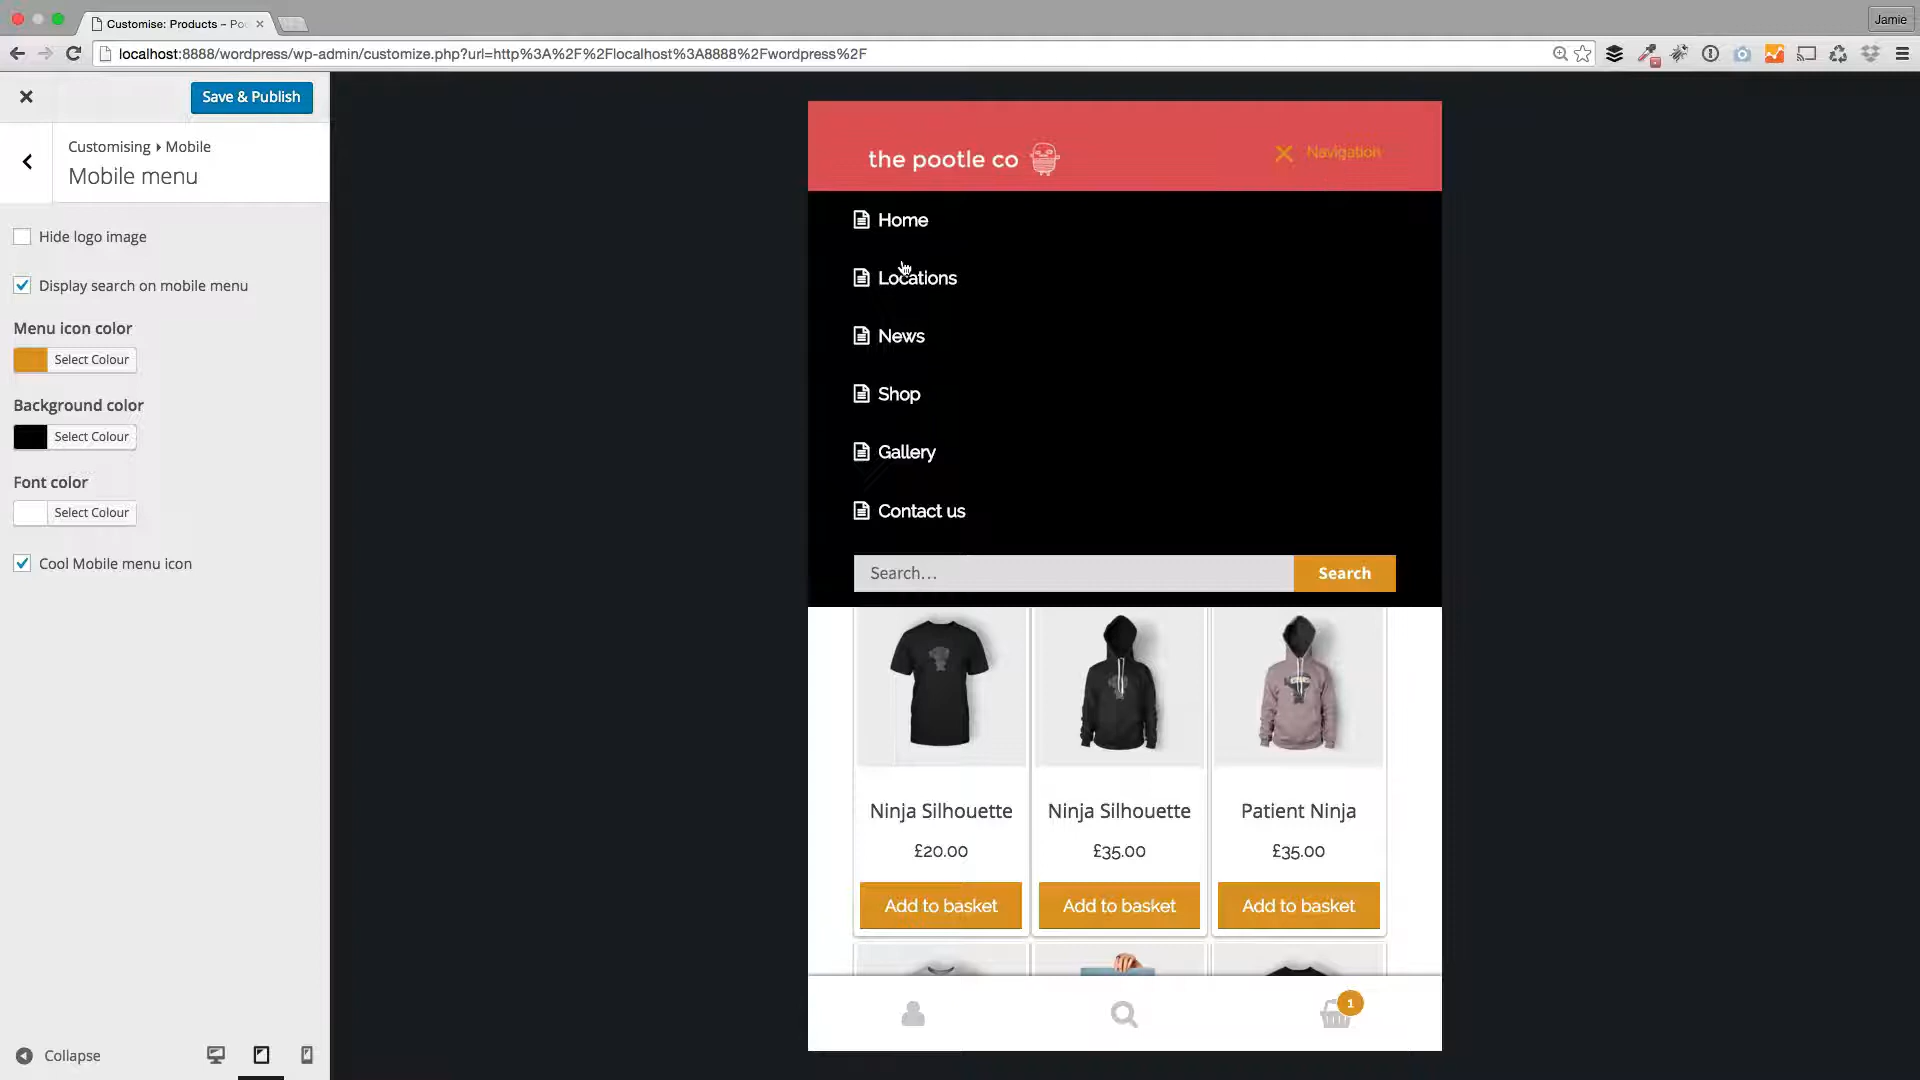 Customise: Products – Poo
Jamie
localhost:8888/wordpress/wp-admin/customize.php?url=http%3A%2F%2Flocalhost%3A8888%2Fwordpress%2F
Save & Publish
Customising ▸ Mobile
Mobile menu
Hide logo image
Display search on mobile menu
Menu icon color
Select Colour
Background color
Select Colour
Font color
Select Colour
Cool Mobile menu icon
Collapse
the pootle co
Navigation
Home
Locations
News
Shop
Gallery
Contact us
Search…
Search
Ninja Silhouette
£20.00
Add to basket
Ninja Silhouette
£35.00
Add to basket
Patient Ninja
£35.00
Add to basket
1